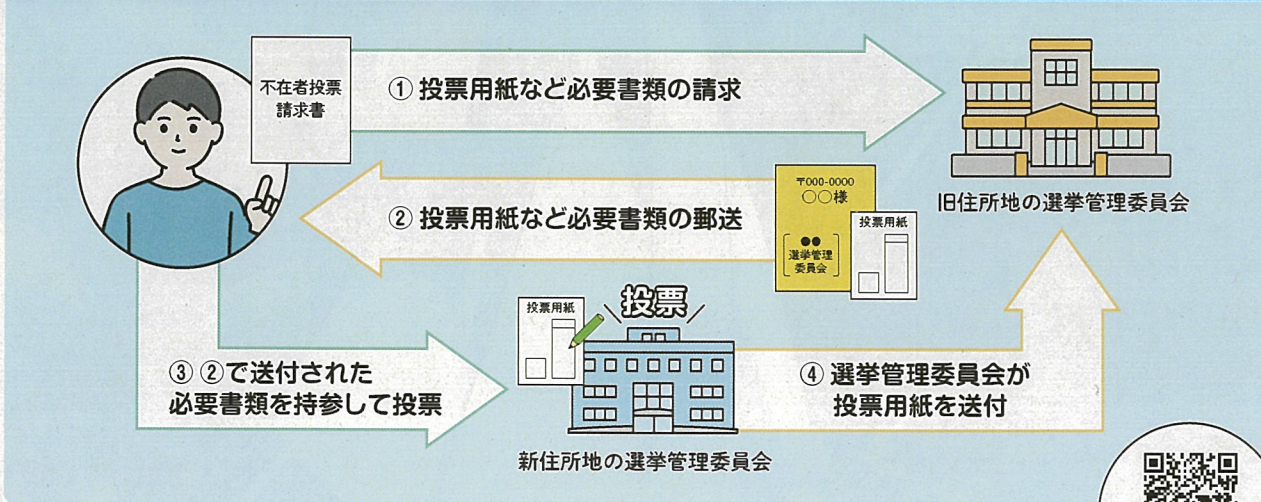 不在者投票
請求書
① 投票用紙など必要書類の請求
旧住所地の選挙管理委員会
② 投票用紙など必要書類の郵送
〒000-0000
〇〇様
●●
選挙管理
委員会
投票用紙
投票用紙
投票
③ ②で送付された
必要書類を持参して投票
④ 選挙管理委員会が
投票用紙を送付
新住所地の選挙管理委員会